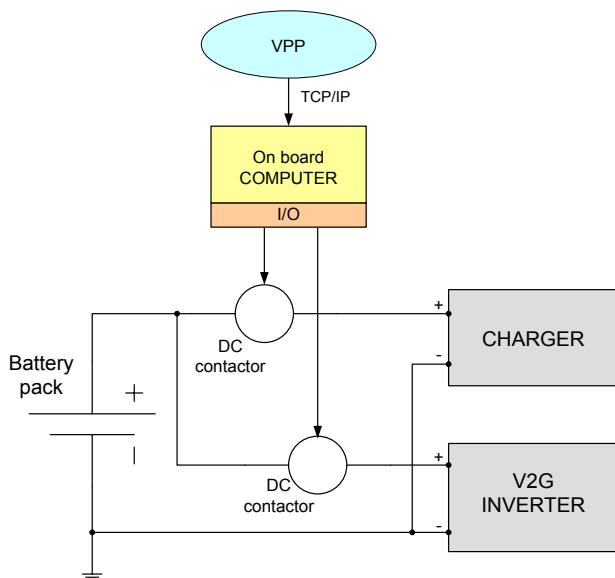 VPP
TCP/IP
On board
COMPUTER
I/O
+
CHARGER
-
DC
contactor
Battery
pack
+
-
+
V2G
INVERTER
-
DC
contactor